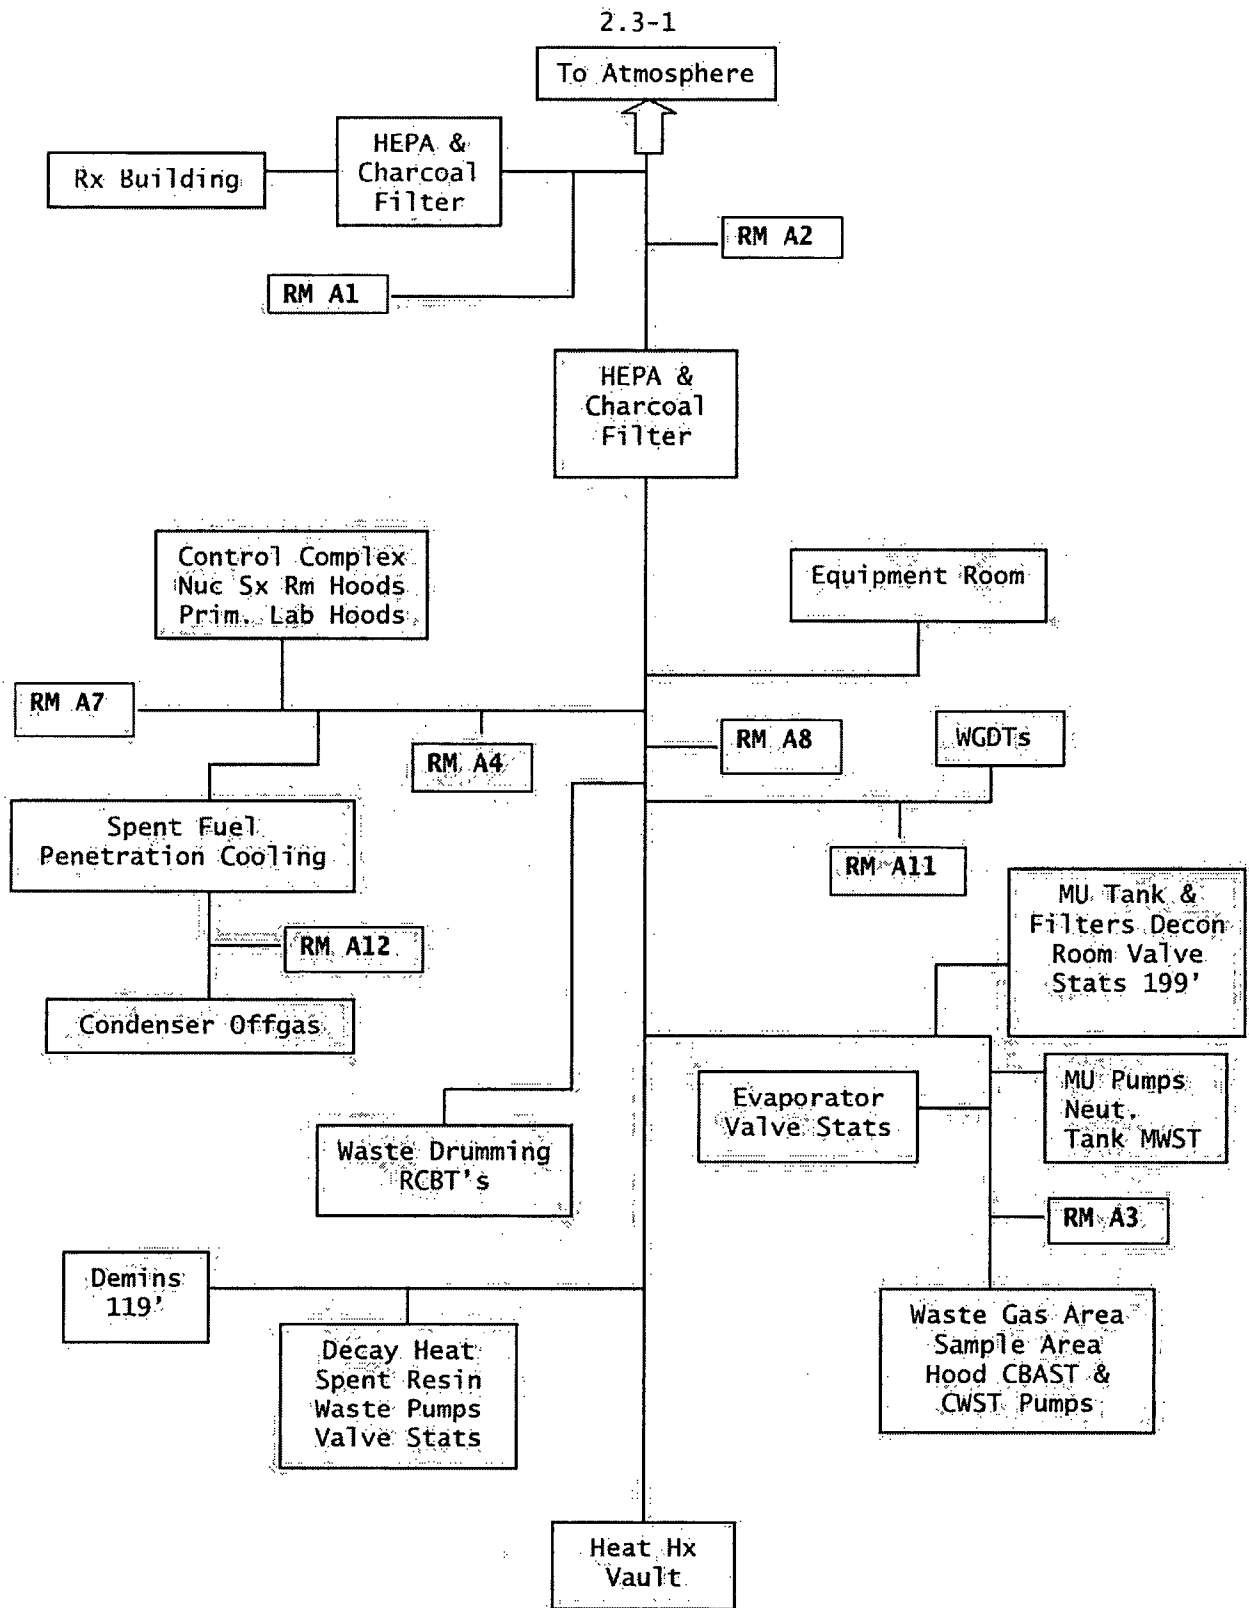 2.3-1
To Atmosphere
HEPA &
Charcoal
Filter
Rx Building
RM A2
RM A1
HEPA &
Charcoal
Filter
Control Complex
Nuc Sx Rm Hoods
Prim. Lab Hoods
Equipment Room
RM A7
RM A4
RM A8
WGDTs
Spent Fuel
Penetration Cooling
RM A11
MU Tank &
Filters Decon
Room Valve
Stats 199'
RM A12
Condenser Offgas
Evaporator
Valve Stats
MU Pumps
Neut.
Tank MWST
Waste Drumming
RCBT's
RM A3
Demins
119'
Decay Heat
Spent Resin
Waste Pumps
Valve Stats
Waste Gas Area
Sample Area
Hood CBAST &
CWST Pumps
Heat Hx
Vault